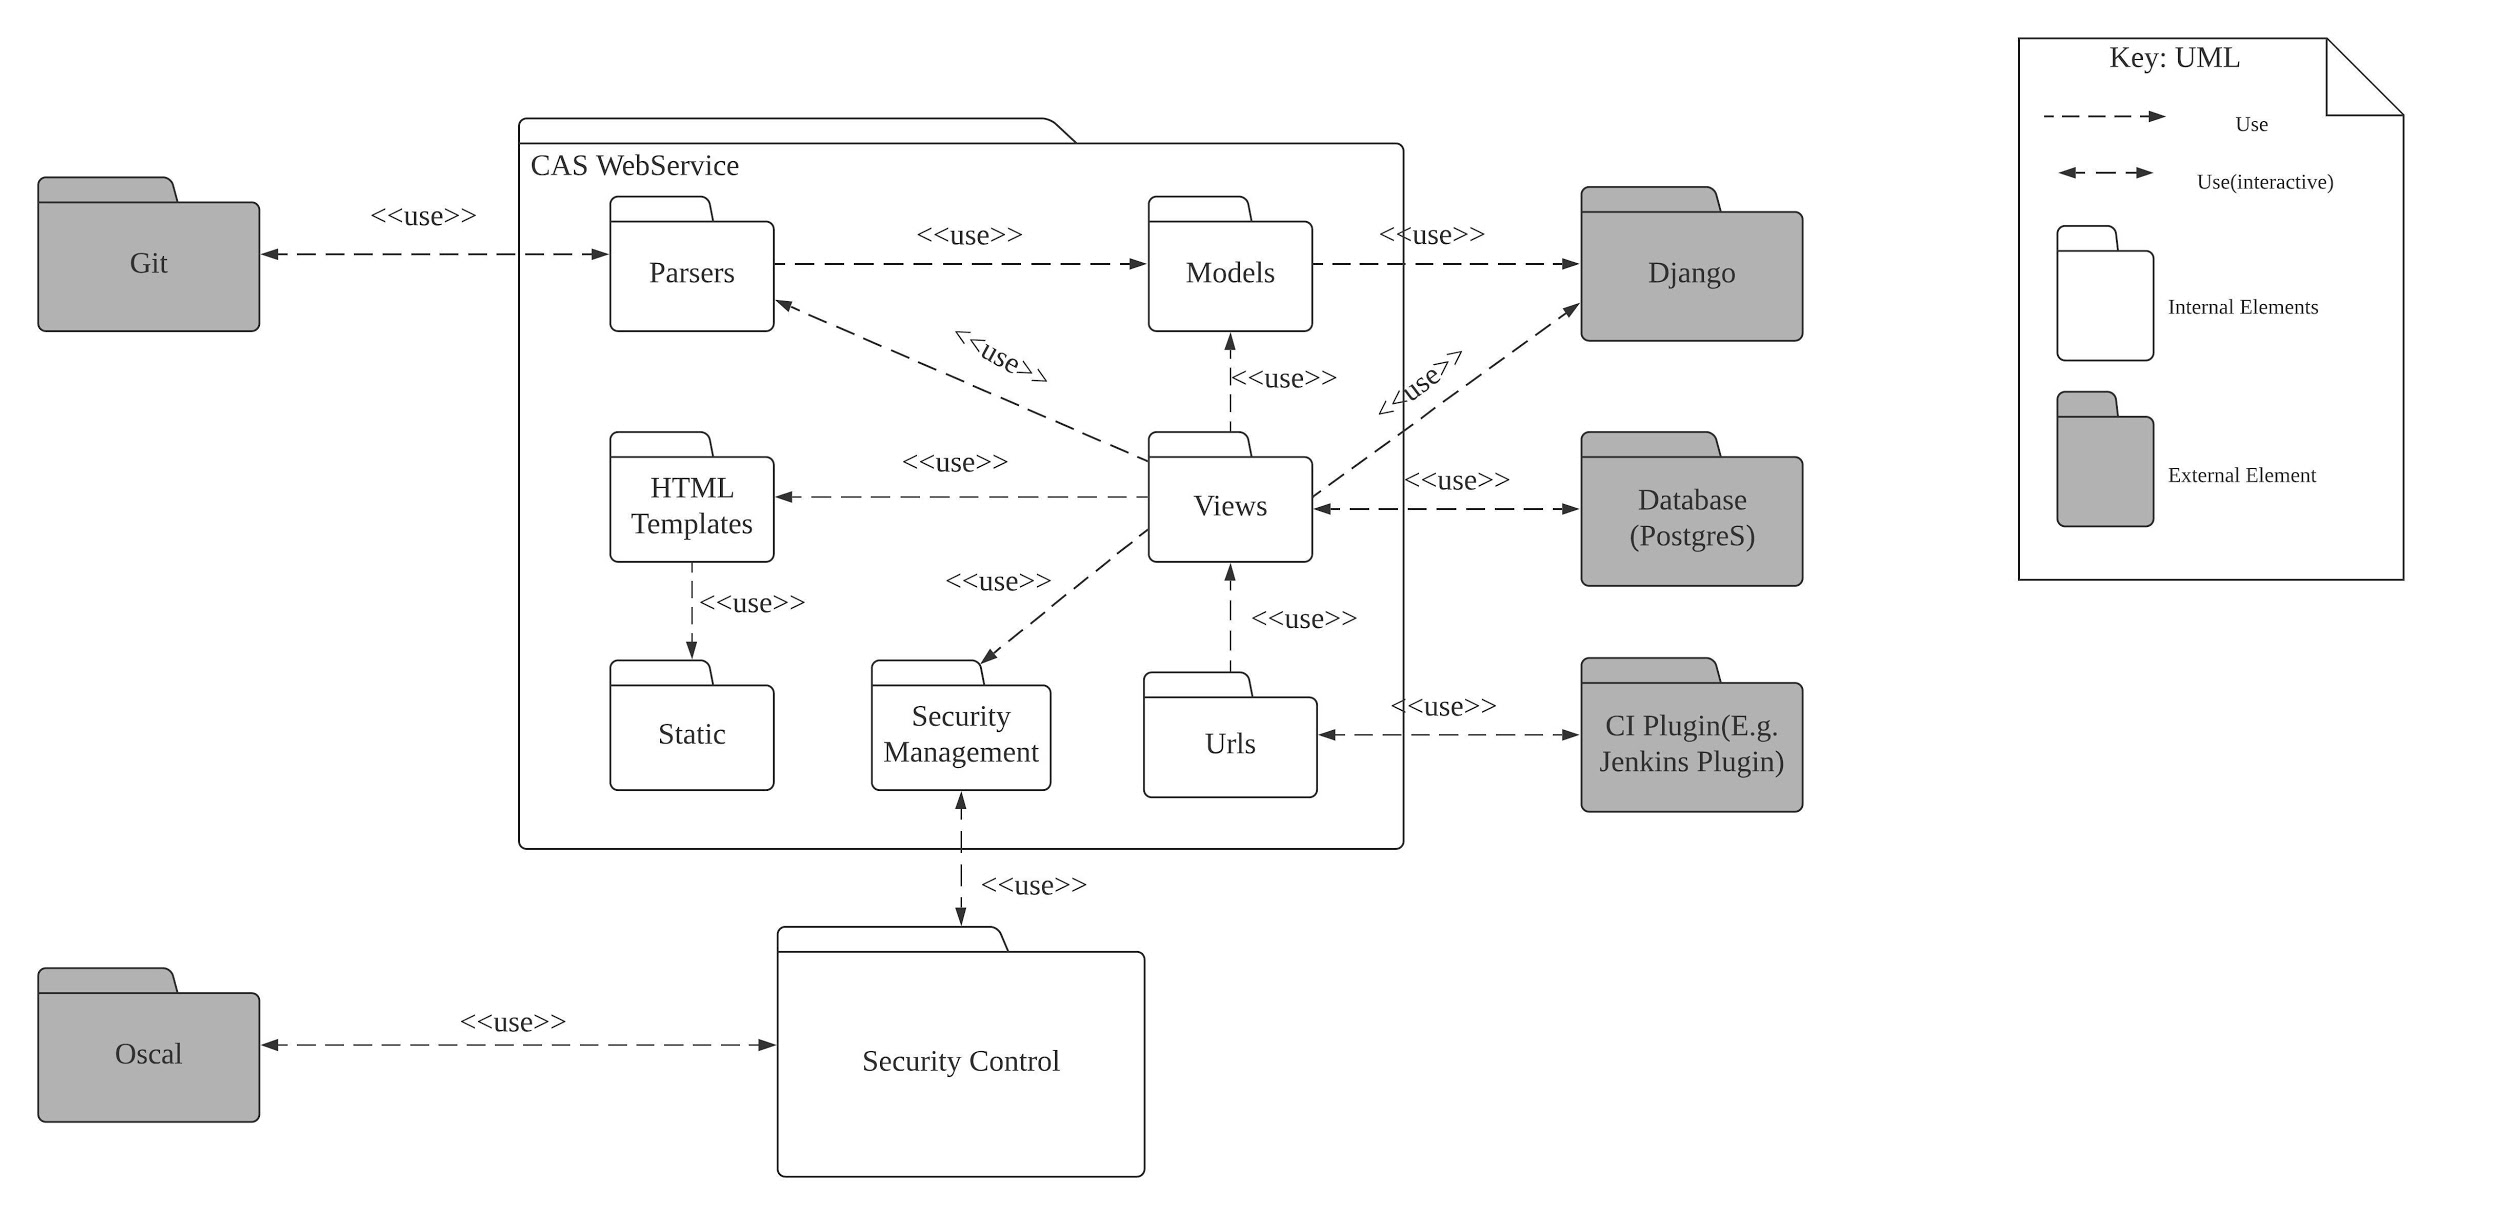 Key: UML
Use
Use(interactive)
Internal Elements
External Element
CAS WebService
<<use>>
Git
Parsers
<<use>>
Models
<<use>>
Django
<<use>>
<<use>>
<<use>>
HTML
Templates
<<use>>
Views
<<use>>
Database
(PostgreS)
<<use>>
<<use>>
<<use>>
Static
Security
Management
Urls
<<use>>
CI Plugin(E.g.
Jenkins Plugin)
<<use>>
Oscal
<<use>>
Security Control